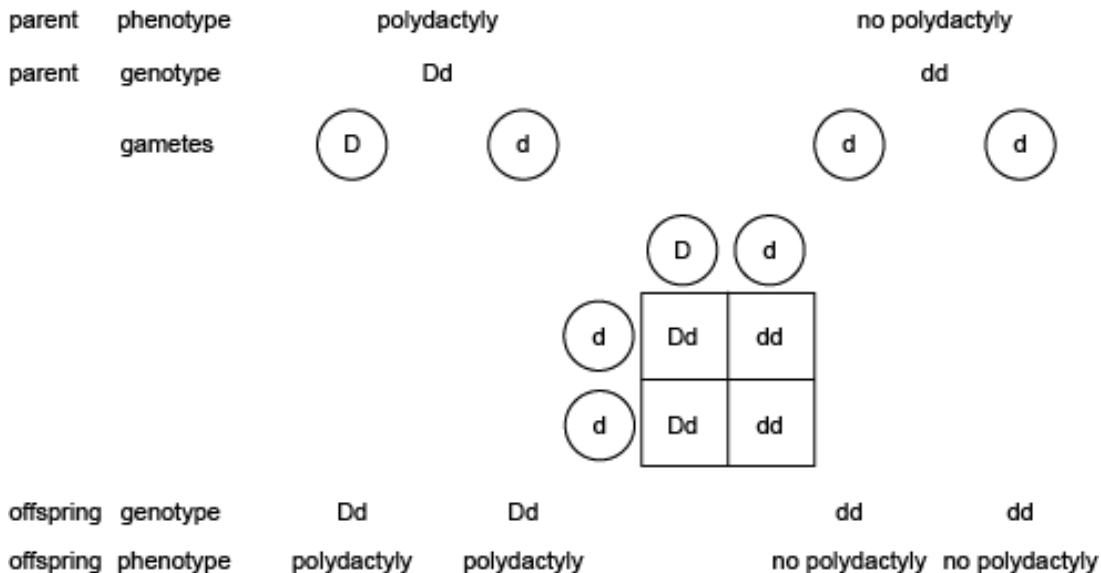 parent phenotype polydactyly no polydactyly
parent genotype Dd dd
gametes D d d d
D d
d Dd dd
d Dd dd
offspring genotype Dd Dd dd dd
offspring phenotype polydactyly polydactyly no polydactyly no polydactyly